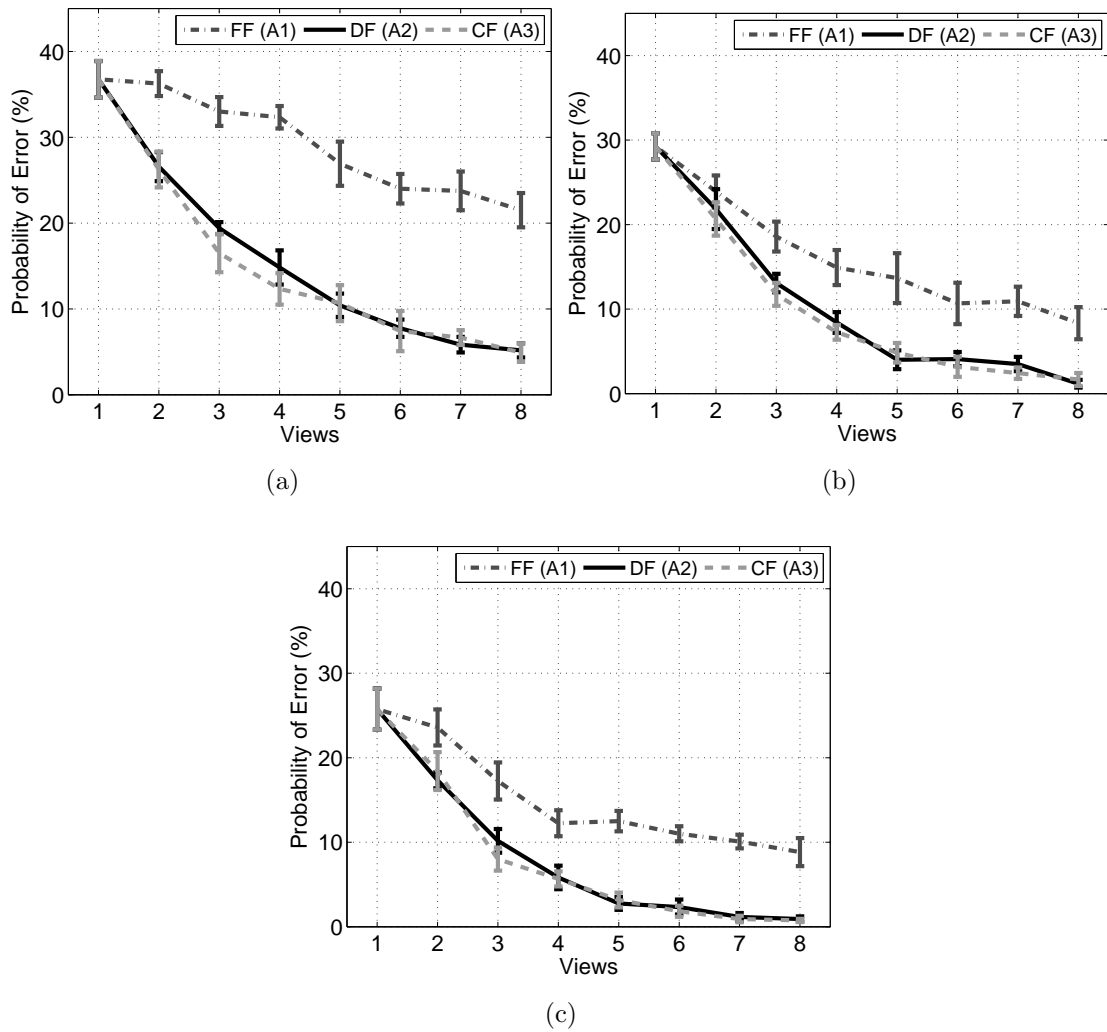 FF (A1) DF (A2) CF (A3)
40
30
20
10
0
Probability of Error (%)
1 2 3 4 5 6 7 8
Views
(a)
FF (A1) DF (A2) CF (A3)
40
30
20
10
0
Probability of Error (%)
1 2 3 4 5 6 7 8
Views
(b)
FF (A1) DF (A2) CF (A3)
40
30
20
10
0
Probability of Error (%)
1 2 3 4 5 6 7 8
Views
(c)